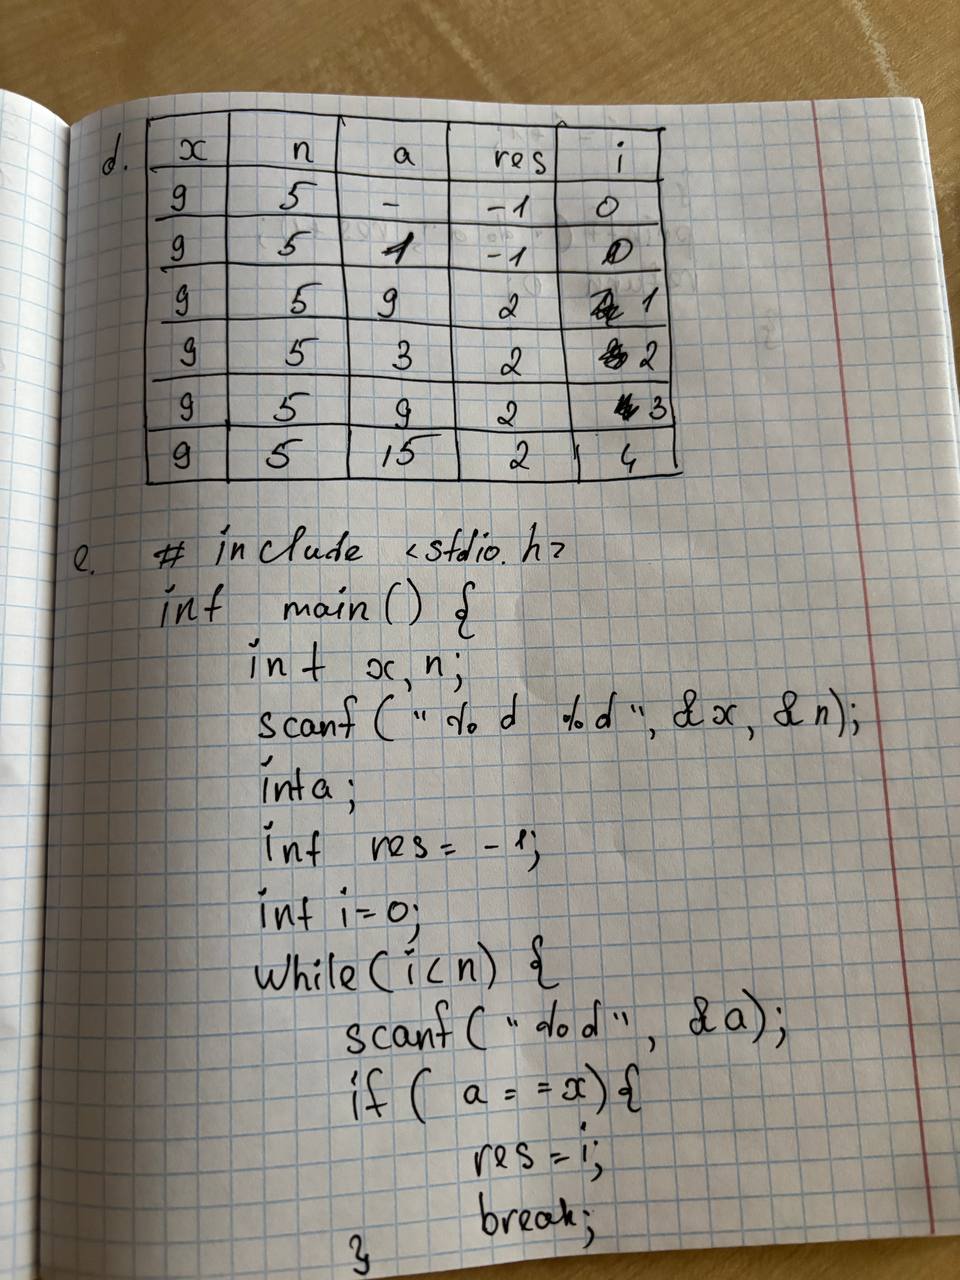 d. x n a res i
9 5 - -1 0
9 5 1 -1 0
9 5 9 2 1
9 5 3 2 2
9 5 9 2 3
9 5 15 2 4
e. # include <stdio.h>
int main() {
int x, n;
scanf ("%d %d", &x, &n);
int a;
int res = -1;
int i=0;
while (i<n) {
scanf ("%d", &a);
if ( a = = x) {
res = i;
break;
}